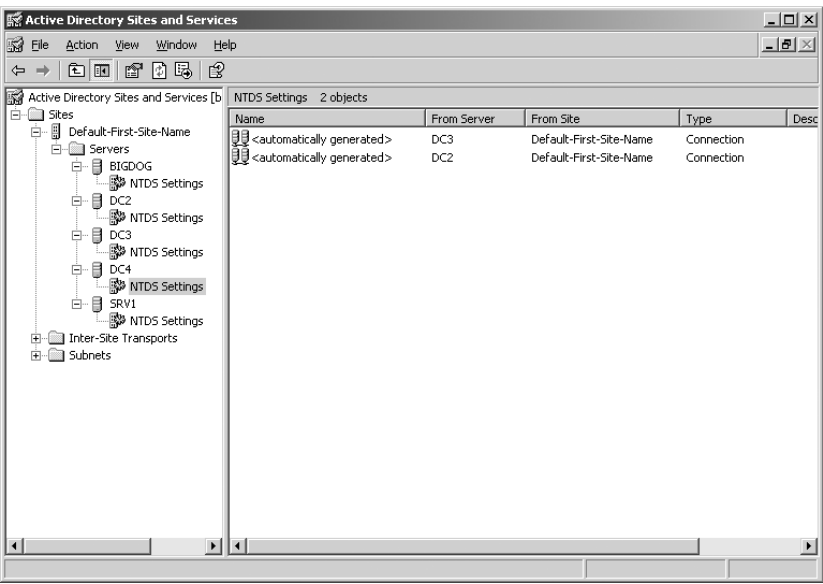 Active Directory Sites and Services
File Action View Window Help
Active Directory Sites and Services [b
Sites
Default-First-Site-Name
Servers
BIGDOG
NTDS Settings
DC2
NTDS Settings
DC3
NTDS Settings
DC4
NTDS Settings
SRV1
NTDS Settings
Inter-Site Transports
Subnets
NTDS Settings 2 objects
Name From Server From Site Type Desc
<automatically generated> DC3 Default-First-Site-Name Connection
<automatically generated> DC2 Default-First-Site-Name Connection